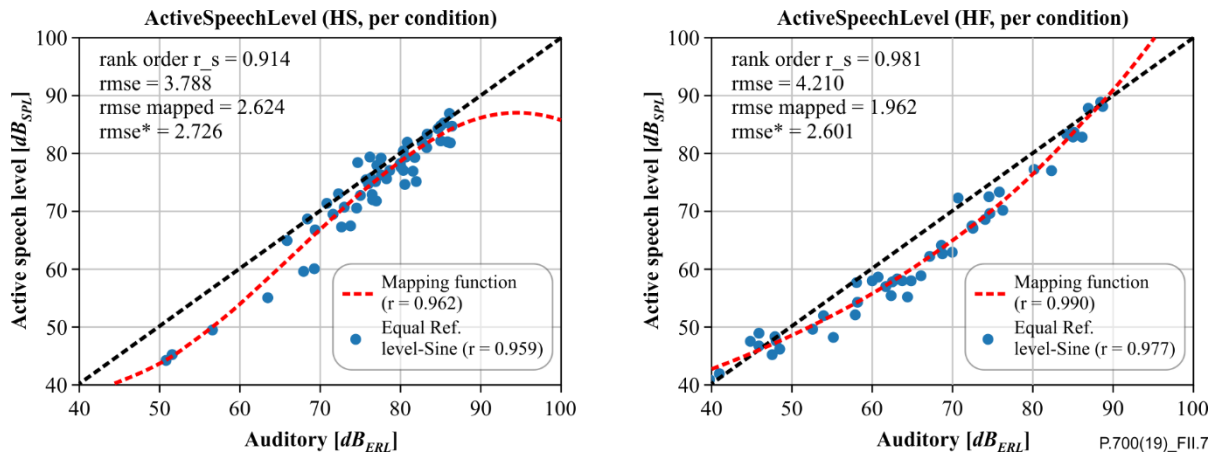 ActiveSpeechLevel (HS, per condition)
100
90
80
70
60
50
40
rank order r_s = 0.914
rmse = 3.788
rmse mapped = 2.624
rmse* = 2.726
Active speech level [dB_SPL]
Mapping function
(r = 0.962)
Equal Ref.
level-Sine (r = 0.959)
40 50 60 70 80 90 100
Auditory [dB_ERL]
ActiveSpeechLevel (HF, per condition)
100
90
80
70
60
50
40
rank order r_s = 0.981
rmse = 4.210
rmse mapped = 1.962
rmse* = 2.601
Active speech level [dB_SPL]
Mapping function
(r = 0.990)
Equal Ref.
level-Sine (r = 0.977)
40 50 60 70 80 90 100
Auditory [dB_ERL]
P.700(19)_FII.7